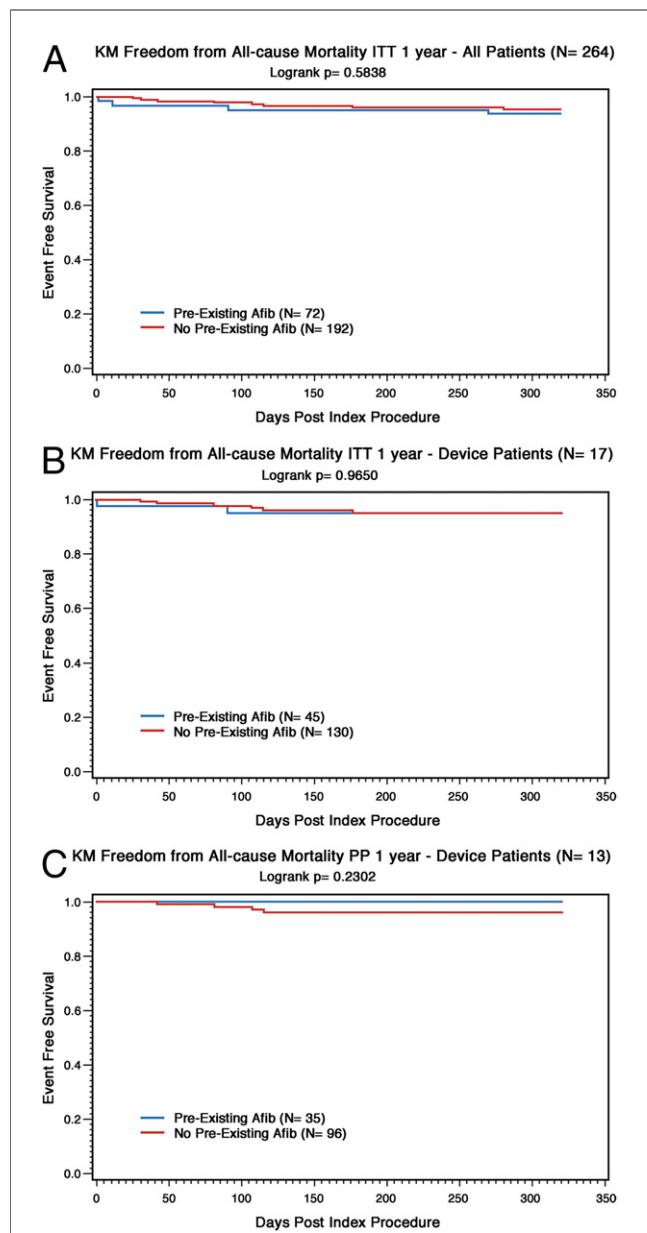 A KM Freedom from All-cause Mortality ITT 1 year - All Patients (N= 264)
Logrank p= 0.5838
1.0
0.8
0.6
0.4
0.2
0.0
Event Free Survival
Pre-Existing Afib (N= 72)
No Pre-Existing Afib (N= 192)
0 50 100 150 200 250 300 350
Days Post Index Procedure
B KM Freedom from All-cause Mortality ITT 1 year - Device Patients (N= 17)
Logrank p= 0.9650
1.0
0.8
0.6
0.4
0.2
0.0
Event Free Survival
Pre-Existing Afib (N= 45)
No Pre-Existing Afib (N= 130)
0 50 100 150 200 250 300 350
Days Post Index Procedure
C KM Freedom from All-cause Mortality PP 1 year - Device Patients (N= 13)
Logrank p= 0.2302
1.0
0.8
0.6
0.4
0.2
0.0
Event Free Survival
Pre-Existing Afib (N= 35)
No Pre-Existing Afib (N= 96)
0 50 100 150 200 250 300 350
Days Post Index Procedure